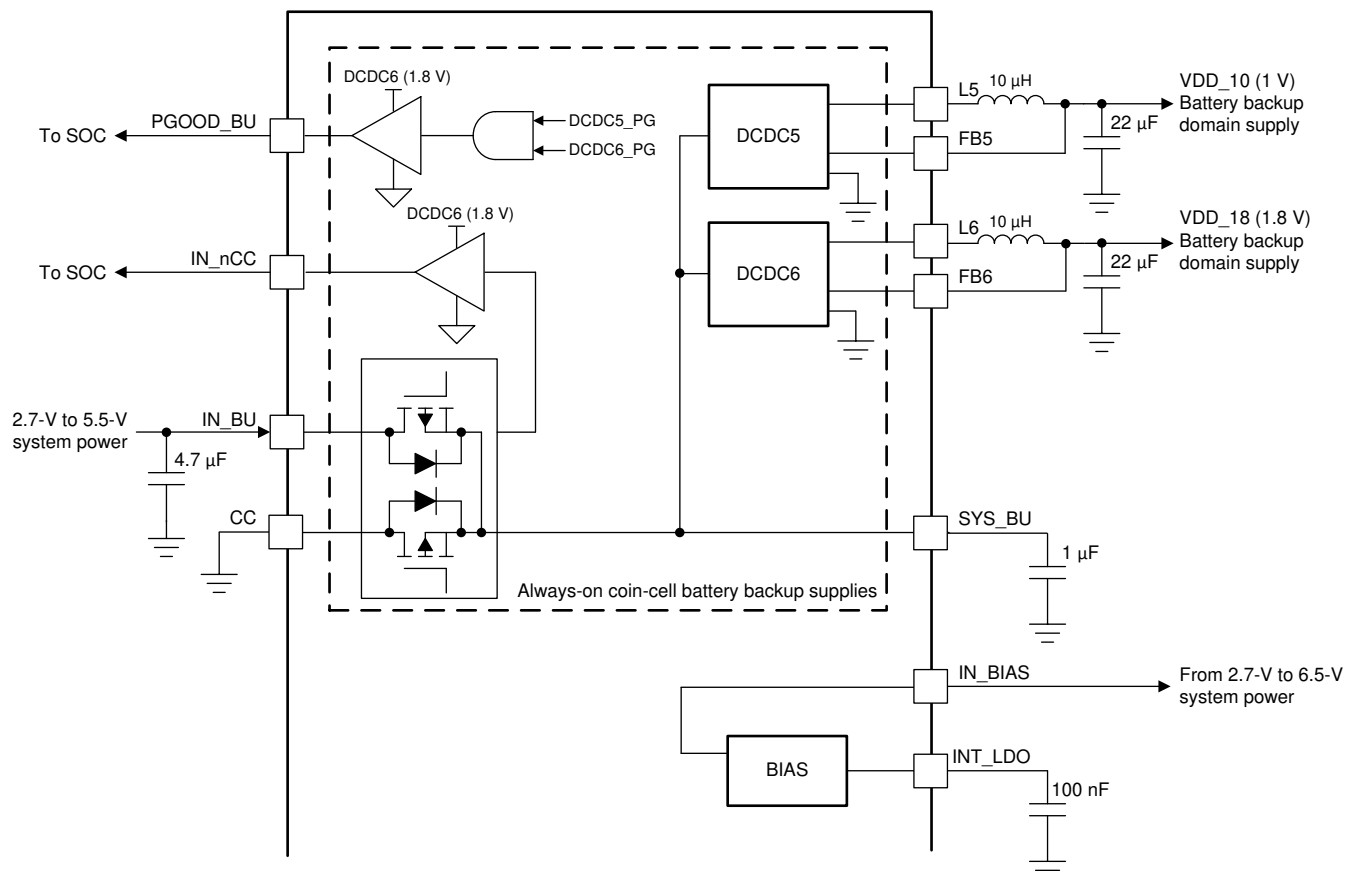 DCDC6 (1.8 V)
PGOOD_BU
To SOC
DCDC5_PG
DCDC6_PG
DCDC6 (1.8 V)
IN_nCC
To SOC
2.7-V to 5.5-V
system power
IN_BU
4.7 µF
CC
DCDC5
DCDC6
L5
10 µH
FB5
22 µF
VDD_10 (1 V)
Battery backup
domain supply
L6
10 µH
FB6
22 µF
VDD_18 (1.8 V)
Battery backup
domain supply
SYS_BU
1 µF
Always-on coin-cell battery backup supplies
IN_BIAS
From 2.7-V to 6.5-V
system power
BIAS
INT_LDO
100 nF